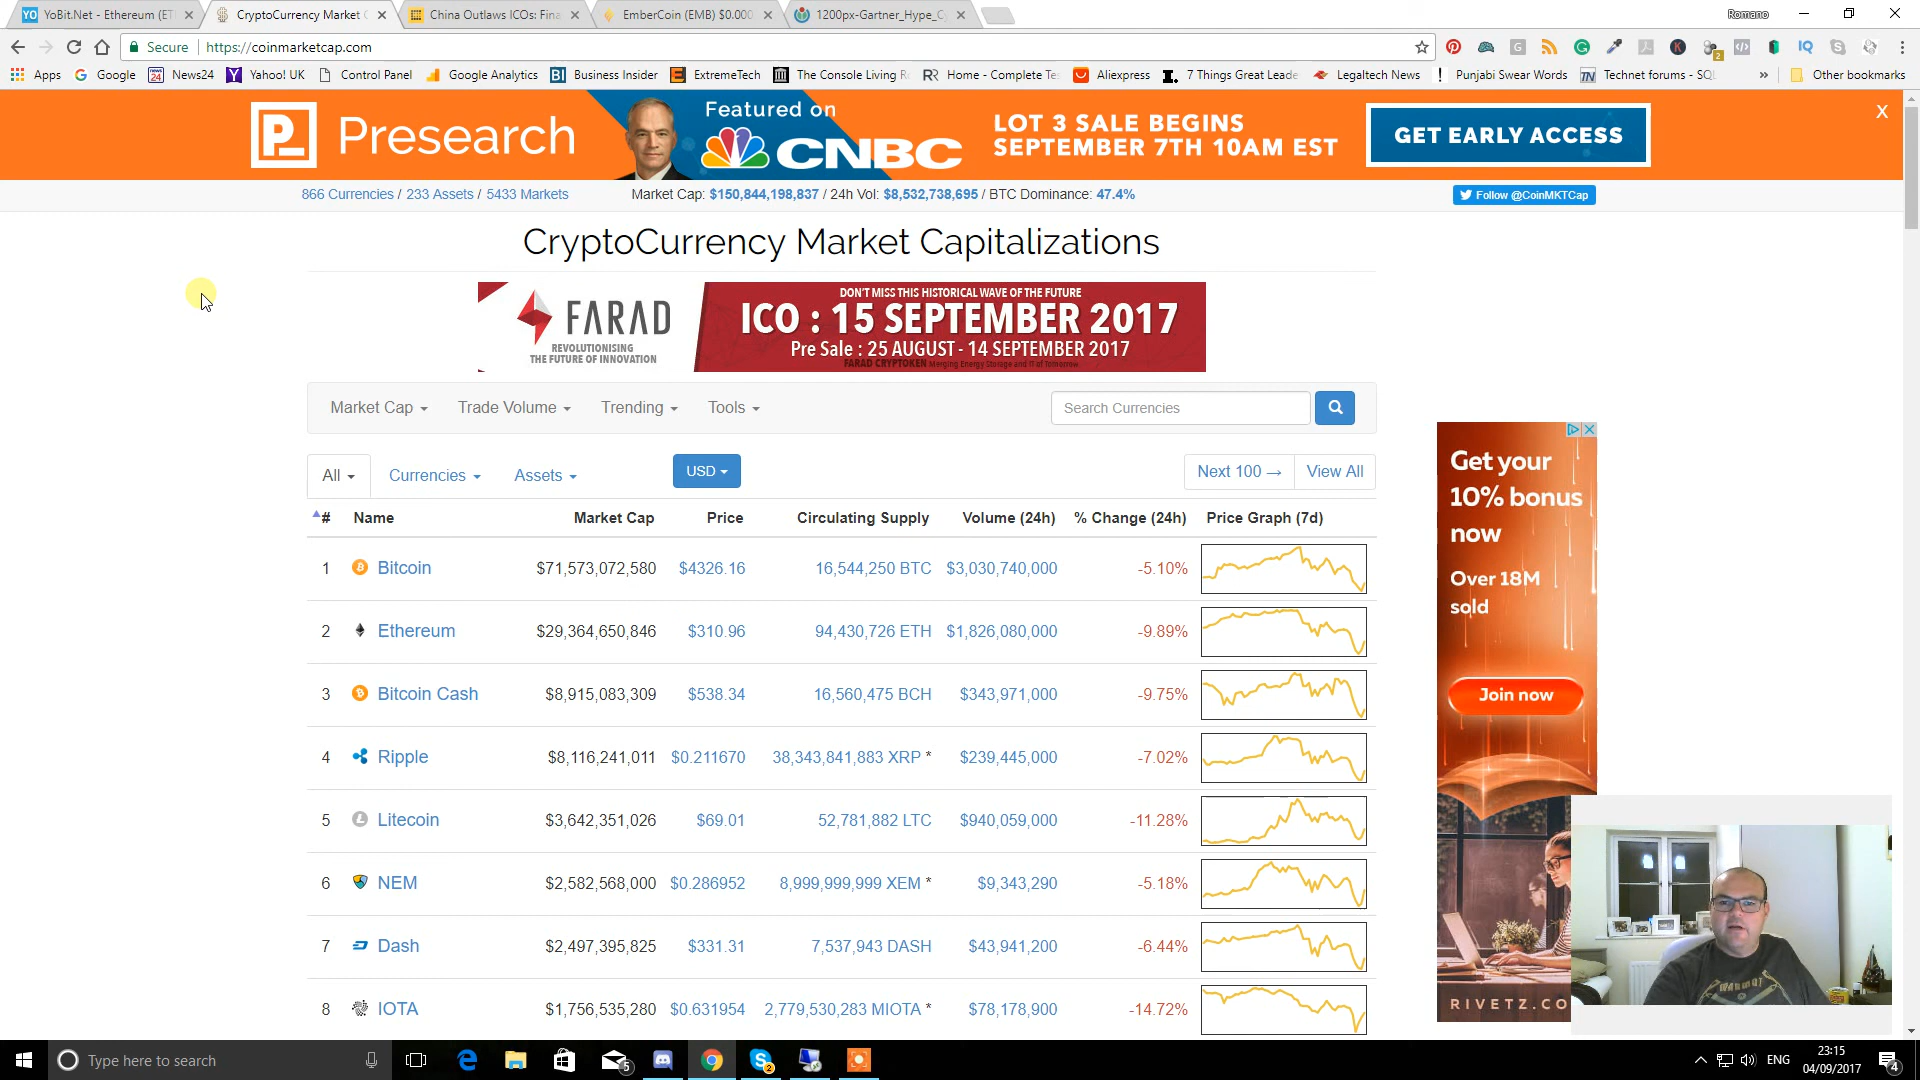 YoBit.Net - Ethereum (ET
CryptoCurrency Market C
China Outlaws ICOs: Fina
EmberCoin (EMB) $0.000
1200px-Gartner_Hype_C
Romano
Secure
https://coinmarketcap.com
Apps
Google
News24
Yahoo! UK
Control Panel
Google Analytics
Business Insider
ExtremeTech
The Console Living R
Home - Complete Te
Aliexpress
7 Things Great Leade
Legaltech News
Punjabi Swear Words
Technet forums - SQL
Other bookmarks
Presearch
Featured on
CNBC
LOT 3 SALE BEGINS
SEPTEMBER 7TH 10AM EST
GET EARLY ACCESS
X
866 Currencies / 233 Assets / 5433 Markets
Market Cap: $150,844,198,837 / 24h Vol: $8,532,738,695 / BTC Dominance: 47.4%
Follow @CoinMKTCap
CryptoCurrency Market Capitalizations
FARAD
REVOLUTIONISING
THE FUTURE OF INNOVATION
DON'T MISS THIS HISTORICAL WAVE OF THE FUTURE
ICO : 15 SEPTEMBER 2017
Pre Sale : 25 AUGUST - 14 SEPTEMBER 2017
FARAD CRYPTOKEN Merging Energy Storage and IT of Tomorrow
Market Cap
Trade Volume
Trending
Tools
Search Currencies
All
Currencies
Assets
USD
Next 100 →
View All
# Name Market Cap Price Circulating Supply Volume (24h) % Change (24h) Price Graph (7d)
1 Bitcoin $71,573,072,580 $4326.16 16,544,250 BTC $3,030,740,000 -5.10%
2 Ethereum $29,364,650,846 $310.96 94,430,726 ETH $1,826,080,000 -9.89%
3 Bitcoin Cash $8,915,083,309 $538.34 16,560,475 BCH $343,971,000 -9.75%
4 Ripple $8,116,241,011 $0.211670 38,343,841,883 XRP * $239,445,000 -7.02%
5 Litecoin $3,642,351,026 $69.01 52,781,882 LTC $940,059,000 -11.28%
6 NEM $2,582,568,000 $0.286952 8,999,999,999 XEM * $9,343,290 -5.18%
7 Dash $2,497,395,825 $331.31 7,537,943 DASH $43,941,200 -6.44%
8 IOTA $1,756,535,280 $0.631954 2,779,530,283 MIOTA * $78,178,900 -14.72%
Get your
10% bonus
now
Over 18M
sold
Join now
RIVETZ.CO
Type here to search
5
2
ENG
23:15
04/09/2017
4